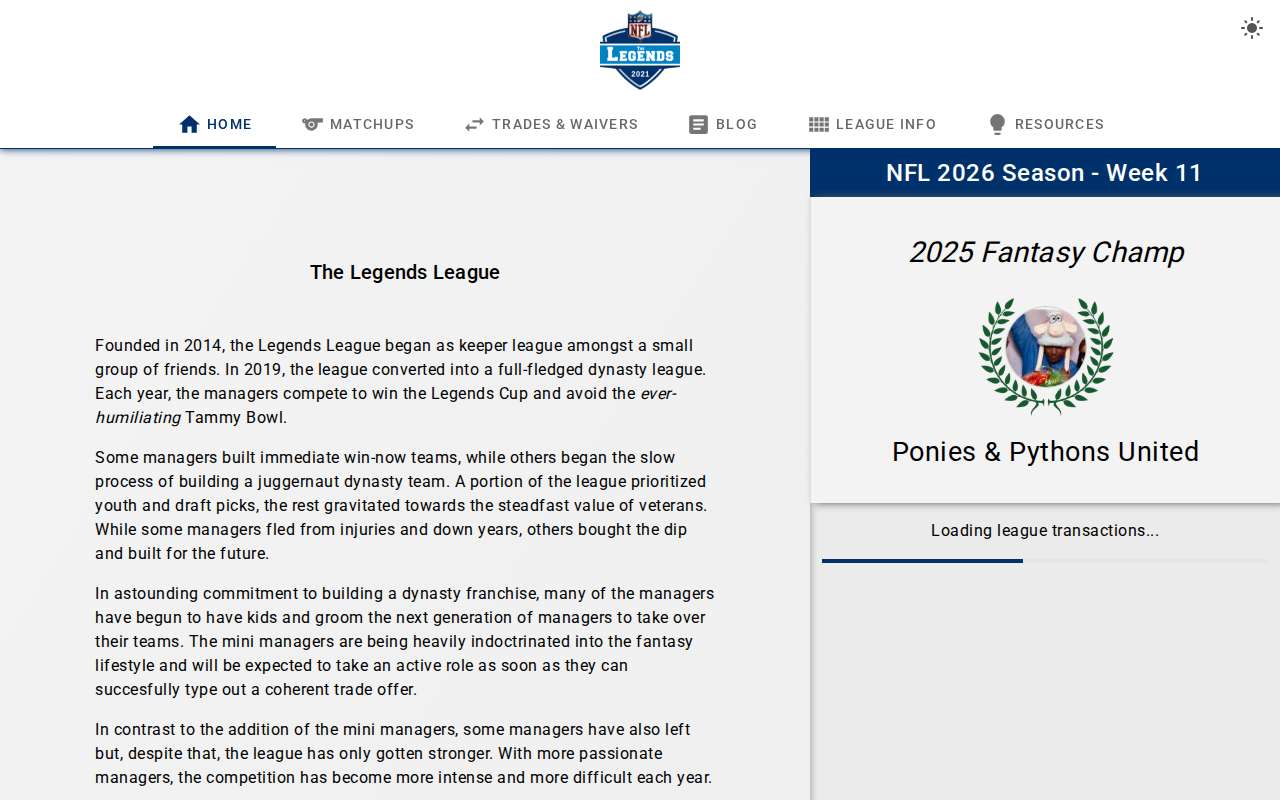 NFL
THE
LEGENDS
2021
HOME
MATCHUPS
TRADES & WAIVERS
BLOG
LEAGUE INFO
RESOURCES
The Legends League
Founded in 2014, the Legends League began as keeper league amongst a small
group of friends. In 2019, the league converted into a full-fledged dynasty league.
Each year, the managers compete to win the Legends Cup and avoid the ever-
humiliating Tammy Bowl.
Some managers built immediate win-now teams, while others began the slow
process of building a juggernaut dynasty team. A portion of the league prioritized
youth and draft picks, the rest gravitated towards the steadfast value of veterans.
While some managers fled from injuries and down years, others bought the dip
and built for the future.
In astounding commitment to building a dynasty franchise, many of the managers
have begun to have kids and groom the next generation of managers to take over
their teams. The mini managers are being heavily indoctrinated into the fantasy
lifestyle and will be expected to take an active role as soon as they can
succesfully type out a coherent trade offer.
In contrast to the addition of the mini managers, some managers have also left
but, despite that, the league has only gotten stronger. With more passionate
managers, the competition has become more intense and more difficult each year.
NFL 2026 Season - Week 11
2025 Fantasy Champ
Ponies & Pythons United
Loading league transactions...